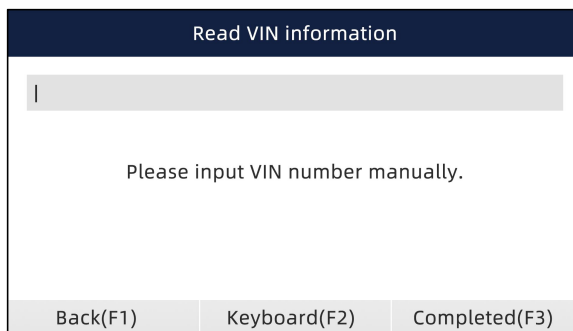 Read VIN information
Please input VIN number manually.
Back(F1) Keyboard(F2) Completed(F3)